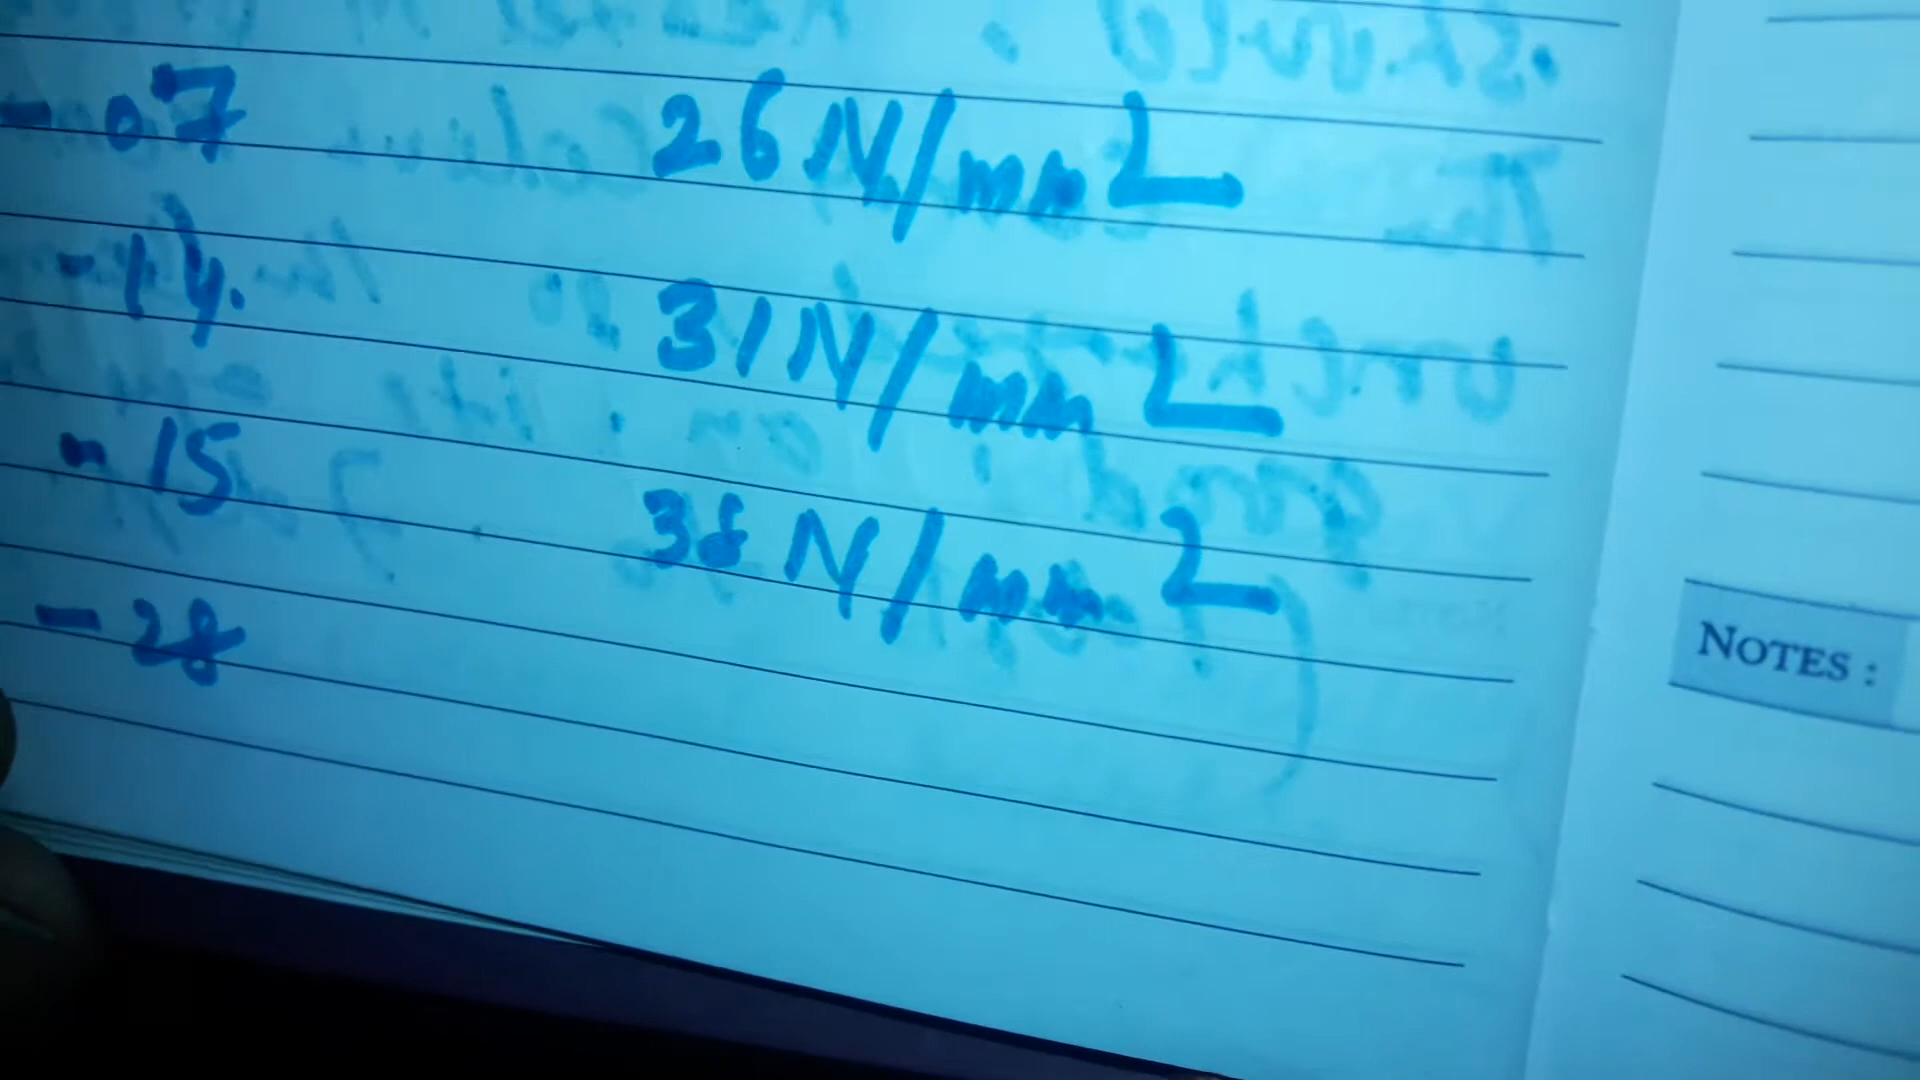 - 07 26 N/mm2
- 14. 31 N/mm2
- 15 38 N/mm2
- 28
NOTES :